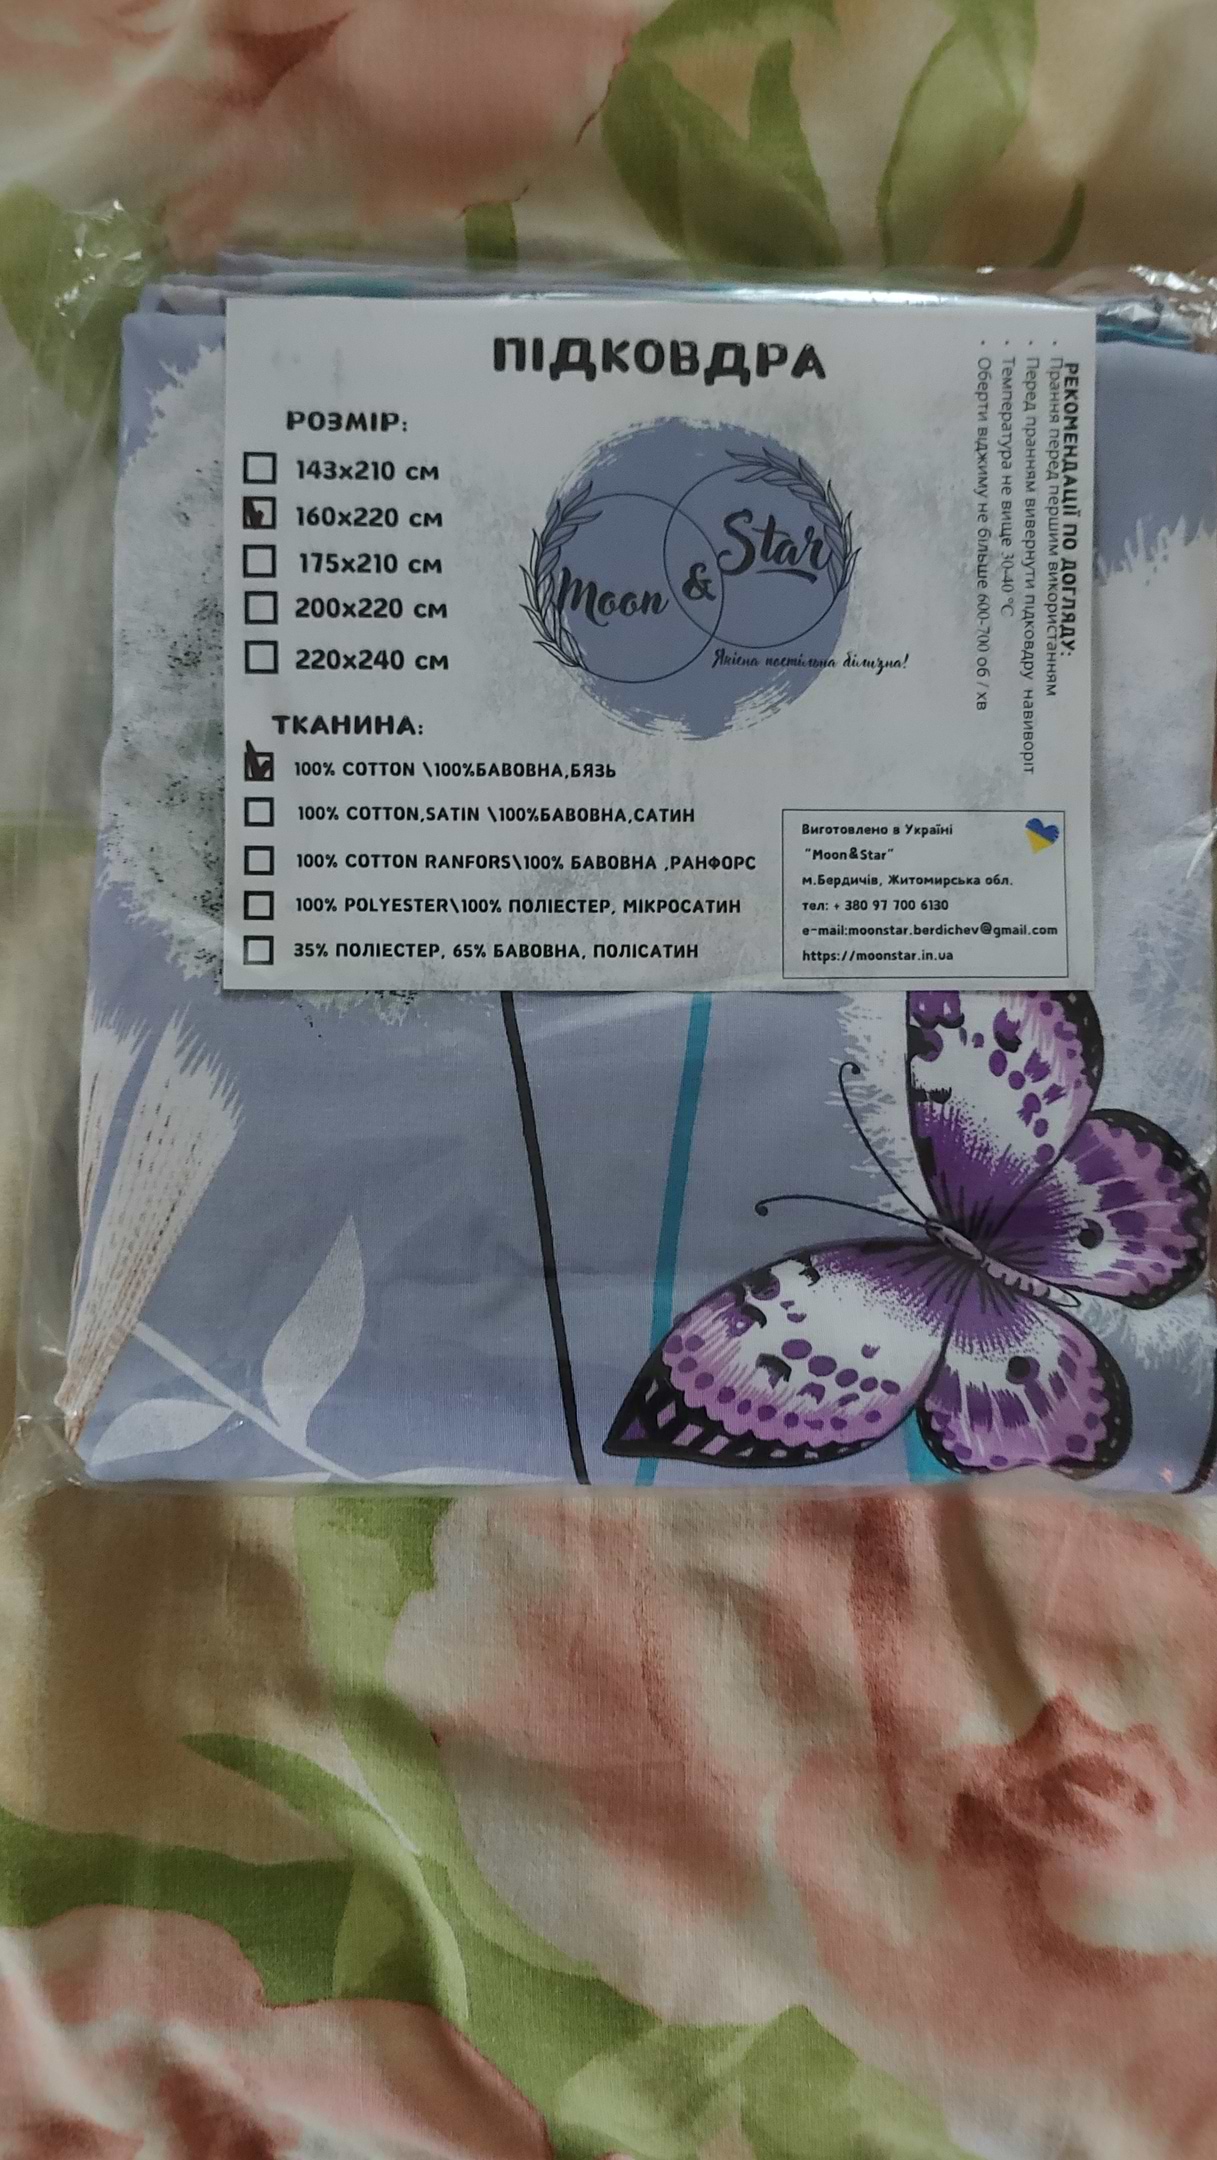 ПІДКОВДРА
РОЗМІР:
143x210 см
160x220 см
175x210 см
200x220 см
220x240 см
Moon & Star
Якісна постільна білизна!
ТКАНИНА:
100% COTTON \100%БАВОВНА,БЯЗЬ
100% COTTON,SATIN \100%БАВОВНА,САТИН
100% COTTON RANFORS\100% БАВОВНА ,РАНФОРС
100% POLYESTER\100% ПОЛІЕСТЕР, МІКРОСАТИН
35% ПОЛІЕСТЕР, 65% БАВОВНА, ПОЛІСАТИН
РЕКОМЕНДАЦІЇ ПО ДОГЛЯДУ:
• Прання перед першим використанням
• Перед пранням вивернути підковдру навиворіт
• Температура не вище 30-40 °C
• Оберти віджиму не більше 600-700 об / хв
Виготовлено в Україні
"Moon&Star"
м.Бердичів, Житомирська обл.
тел: + 380 97 700 6130
e-mail:moonstar.berdichev@gmail.com
https://moonstar.in.ua